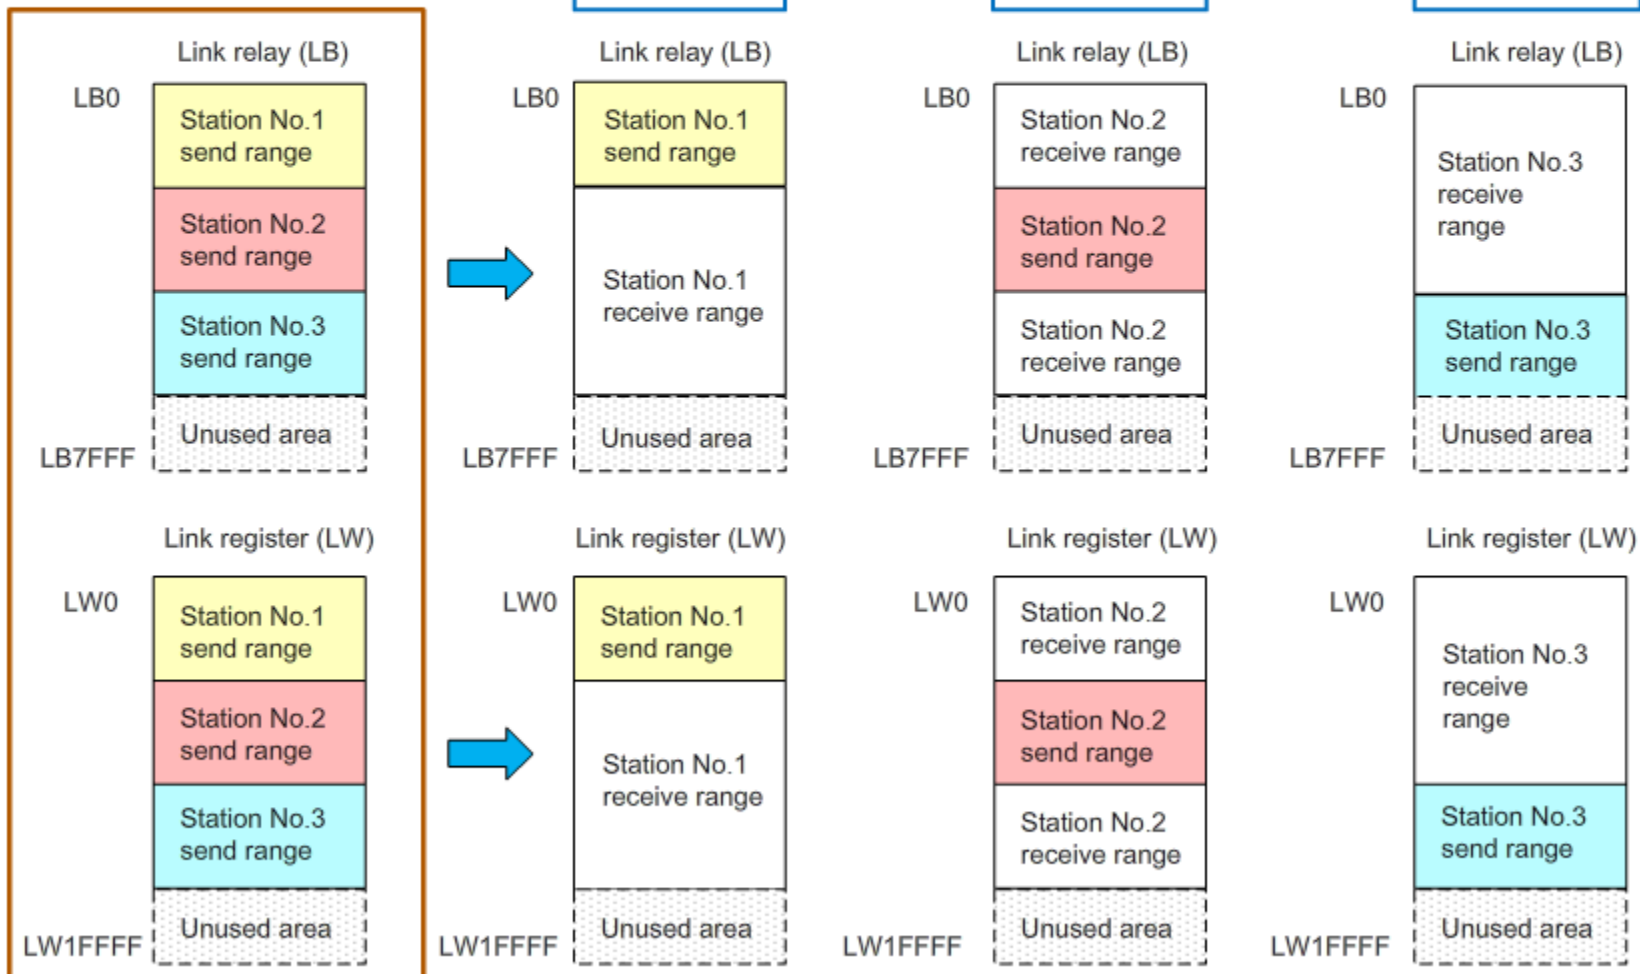 Link relay (LB)
LB0
Station No.1
send range
Station No.2
send range
Station No.3
send range
Unused area
LB7FFF
Link register (LW)
LW0
Station No.1
send range
Station No.2
send range
Station No.3
send range
Unused area
LW1FFFF
Link relay (LB)
LB0
Station No.1
send range
Station No.1
receive range
Unused area
LB7FFF
Link register (LW)
LW0
Station No.1
send range
Station No.1
receive range
Unused area
LW1FFFF
Link relay (LB)
LB0
Station No.2
receive range
Station No.2
send range
Station No.2
receive range
Unused area
LB7FFF
Link register (LW)
LW0
Station No.2
receive range
Station No.2
send range
Station No.2
receive range
Unused area
LW1FFFF
Link relay (LB)
LB0
Station No.3
receive
range
Station No.3
send range
Unused area
LB7FFF
Link register (LW)
LW0
Station No.3
receive
range
Station No.3
send range
Unused area
LW1FFFF